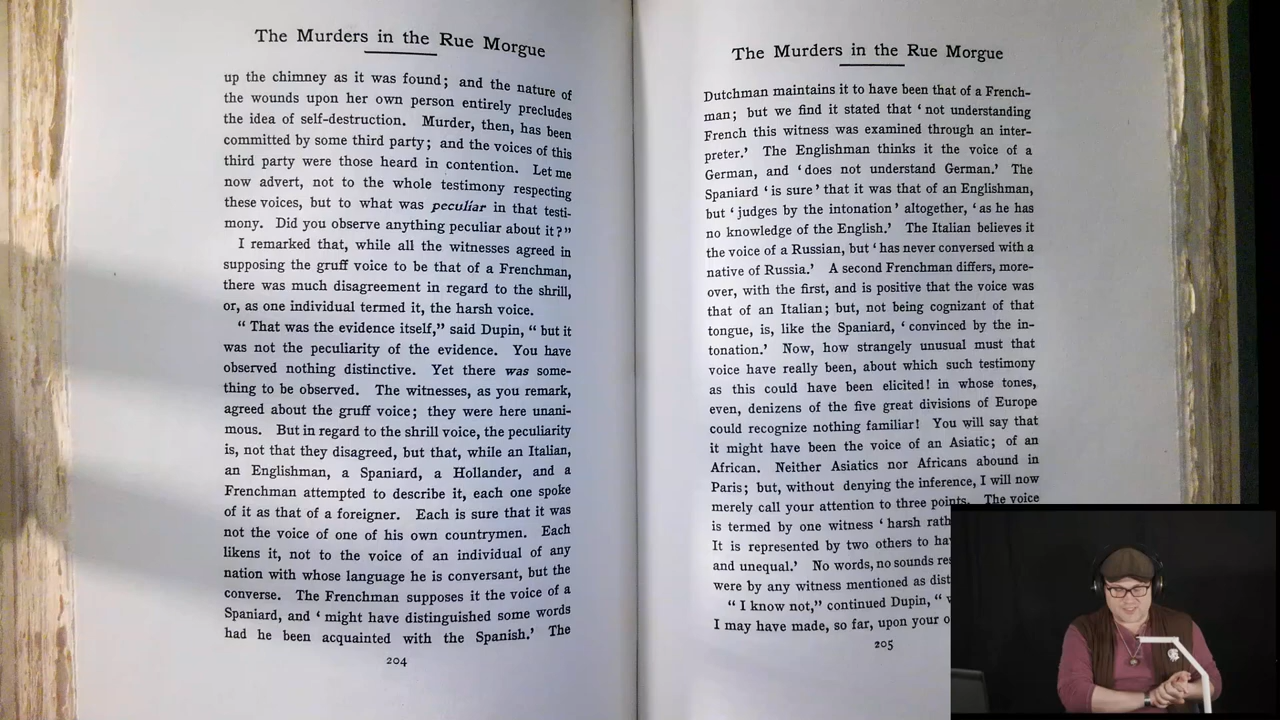 The Murders in the Rue Morgue
up the chimney as it was found; and the nature of
the wounds upon her own person entirely precludes
the idea of self-destruction. Murder, then, has been
committed by some third party; and the voices of this
third party were those heard in contention. Let me
now advert, not to the whole testimony respecting
these voices, but to what was peculiar in that testi-
mony. Did you observe anything peculiar about it?"
I remarked that, while all the witnesses agreed in
supposing the gruff voice to be that of a Frenchman,
there was much disagreement in regard to the shrill,
or, as one individual termed it, the harsh voice.
"That was the evidence itself," said Dupin, "but it
was not the peculiarity of the evidence. You have
observed nothing distinctive. Yet there was some-
thing to be observed. The witnesses, as you remark,
agreed about the gruff voice; they were here unani-
mous. But in regard to the shrill voice, the peculiarity
is, not that they disagreed, but that, while an Italian,
an Englishman, a Spaniard, a Hollander, and a
Frenchman attempted to describe it, each one spoke
of it as that of a foreigner. Each is sure that it was
not the voice of one of his own countrymen. Each
likens it, not to the voice of an individual of any
nation with whose language he is conversant, but the
converse. The Frenchman supposes it the voice of a
Spaniard, and 'might have distinguished some words
had he been acquainted with the Spanish.' The
204
The Murders in the Rue Morgue
Dutchman maintains it to have been that of a French-
man; but we find it stated that 'not understanding
French this witness was examined through an inter-
preter.' The Englishman thinks it the voice of a
German, and 'does not understand German.' The
Spaniard 'is sure' that it was that of an Englishman,
but 'judges by the intonation' altogether, 'as he has
no knowledge of the English.' The Italian believes it
the voice of a Russian, but 'has never conversed with a
native of Russia.' A second Frenchman differs, more-
over, with the first, and is positive that the voice was
that of an Italian; but, not being cognizant of that
tongue, is, like the Spaniard, 'convinced by the in-
tonation.' Now, how strangely unusual must that
voice have really been, about which such testimony
as this could have been elicited! in whose tones,
even, denizens of the five great divisions of Europe
could recognize nothing familiar! You will say that
it might have been the voice of an Asiatic; of an
African. Neither Asiatics nor Africans abound in
Paris; but, without denying the inference, I will now
merely call your attention to three points. The voice
is termed by one witness 'harsh
It is represented by two others to
and unequal.' No words, no sounds
were by any witness mentioned as
"I know not," continued Dupin, "
I may have made, so far, upon your
205